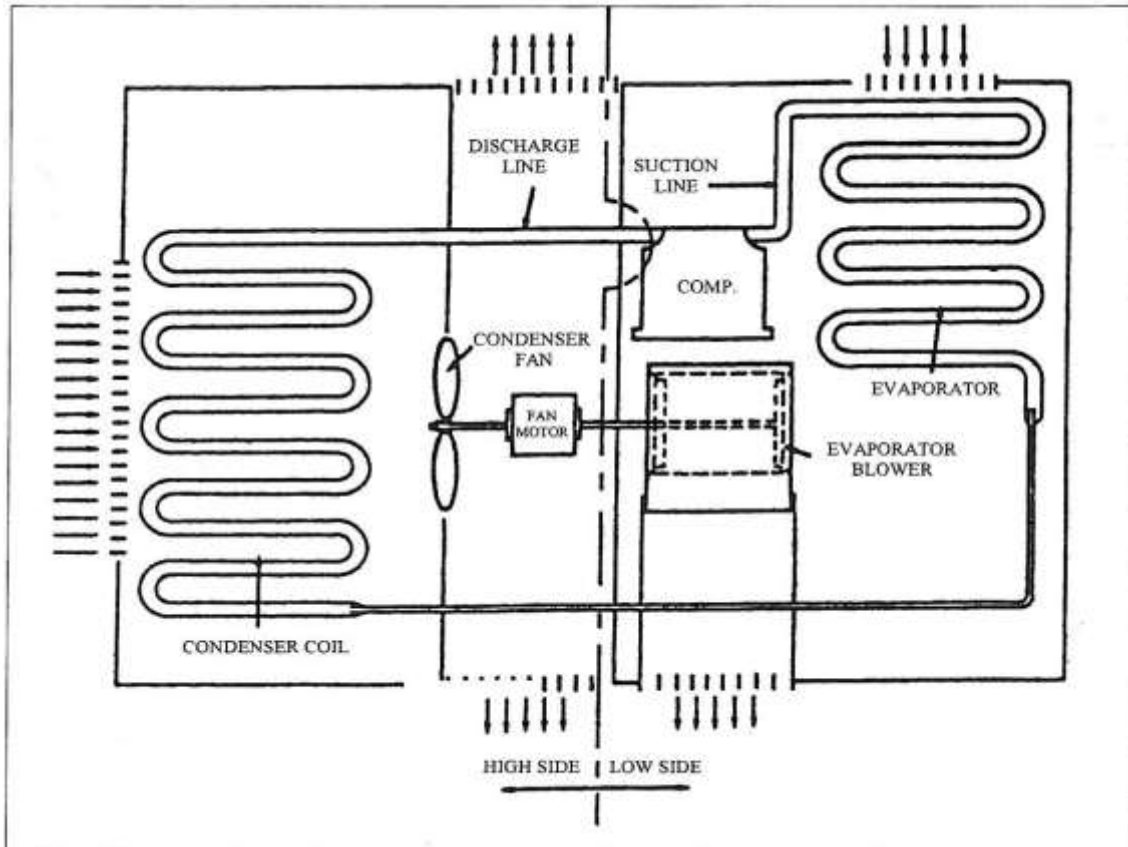 DISCHARGE
LINE
SUCTION
LINE
COMP.
CONDENSER
FAN
FAN
MOTOR
EVAPORATOR
EVAPORATOR
BLOWER
CONDENSER COIL
HIGH SIDE
LOW SIDE